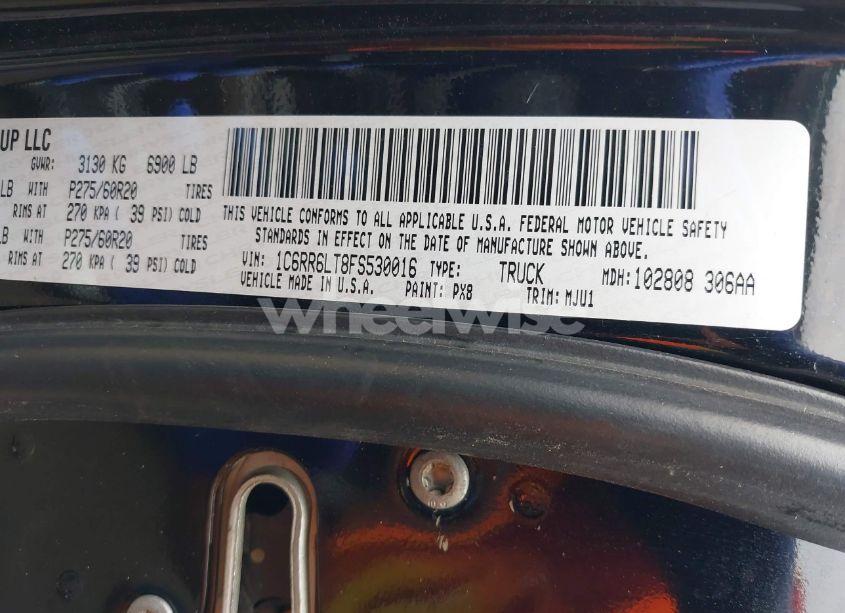 UP LLC
GVWR: 3130 KG 6900 LB
LB WITH P275/60R20 TIRES
RIMS AT 270 KPA ( 39 PSI) COLD
LB WITH P275/60R20 TIRES
RIMS AT 270 KPA ( 39 PSI) COLD
THIS VEHICLE CONFORMS TO ALL APPLICABLE U.S.A. FEDERAL MOTOR VEHICLE SAFETY
STANDARDS IN EFFECT ON THE DATE OF MANUFACTURE SHOWN ABOVE.
VIN: 1C6RR6LT8FS530016 TYPE: TRUCK MDH: 102808 306AA
VEHICLE MADE IN U.S.A. PAINT: PX8 TRIM: MJU1
wheelwise